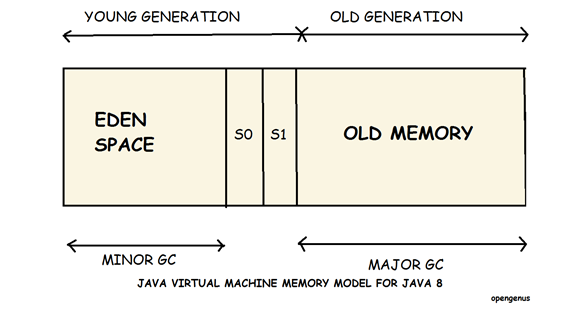 YOUNG GENERATION
OLD GENERATION
EDEN
SPACE
S0
S1
OLD MEMORY
MINOR GC
MAJOR GC
JAVA VIRTUAL MACHINE MEMORY MODEL FOR JAVA 8
opengenus